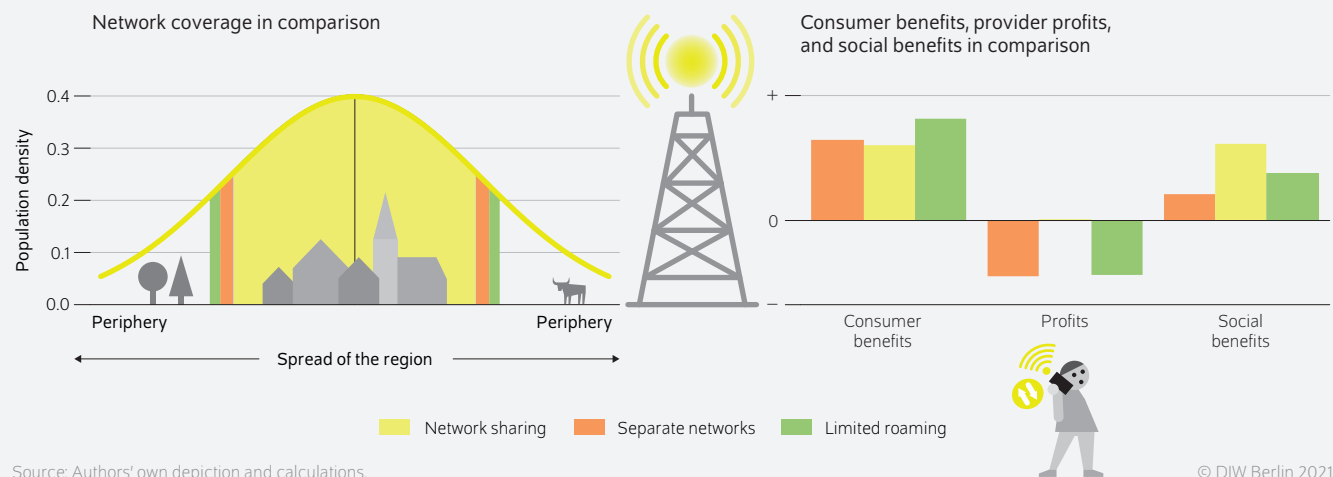 Network coverage in comparison
Population density
0.4
0.3
0.2
0.1
0.0
Periphery
Periphery
Spread of the region
Consumer benefits, provider profits,
and social benefits in comparison
+
0
–
Consumer
benefits
Profits
Social
benefits
Network sharing
Separate networks
Limited roaming
Source: Authors’ own depiction and calculations.
© DIW Berlin 2021